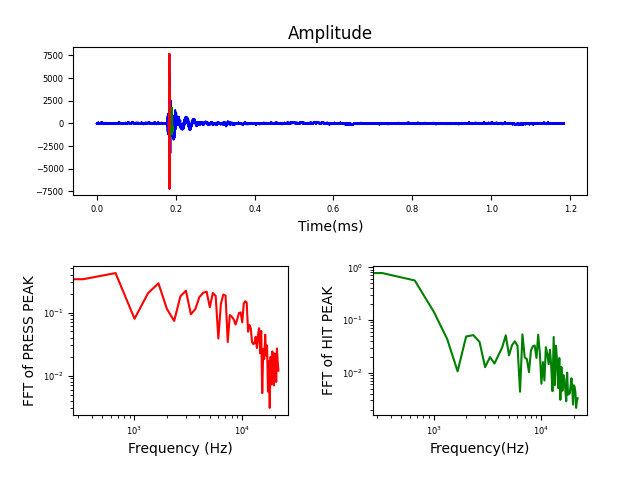 Amplitude
7500
5000
2500
0
−2500
−5000
−7500
0.0 0.2 0.4 0.6 0.8 1.0 1.2
Time(ms)
FFT of PRESS PEAK
10⁻¹
10⁻²
10³ 10⁴
Frequency (Hz)
FFT of HIT PEAK
10⁰
10⁻¹
10⁻²
10³ 10⁴
Frequency(Hz)